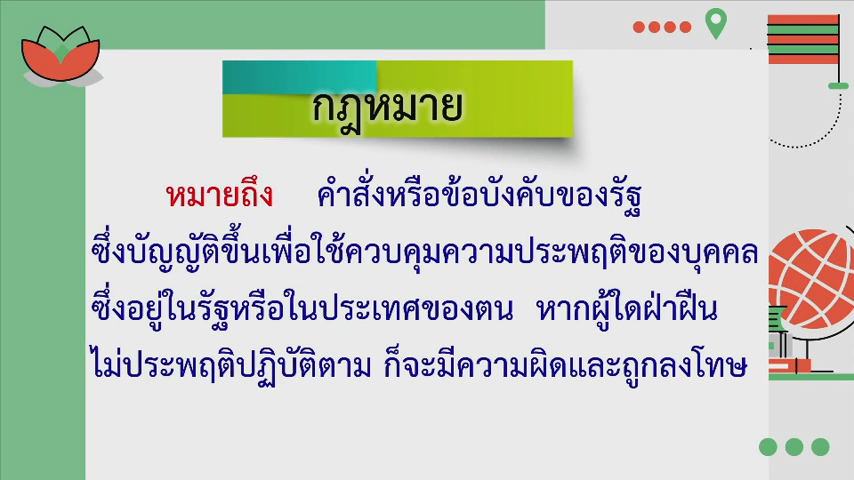 กฎหมาย
หมายถึง คำสั่งหรือข้อบังคับของรัฐ
ซึ่งบัญญัติขึ้นเพื่อใช้ควบคุมความประพฤติของบุคคล
ซึ่งอยู่ในรัฐหรือในประเทศของตน หากผู้ใดฝ่าฝืน
ไม่ประพฤติปฏิบัติตาม ก็จะมีความผิดและถูกลงโทษ